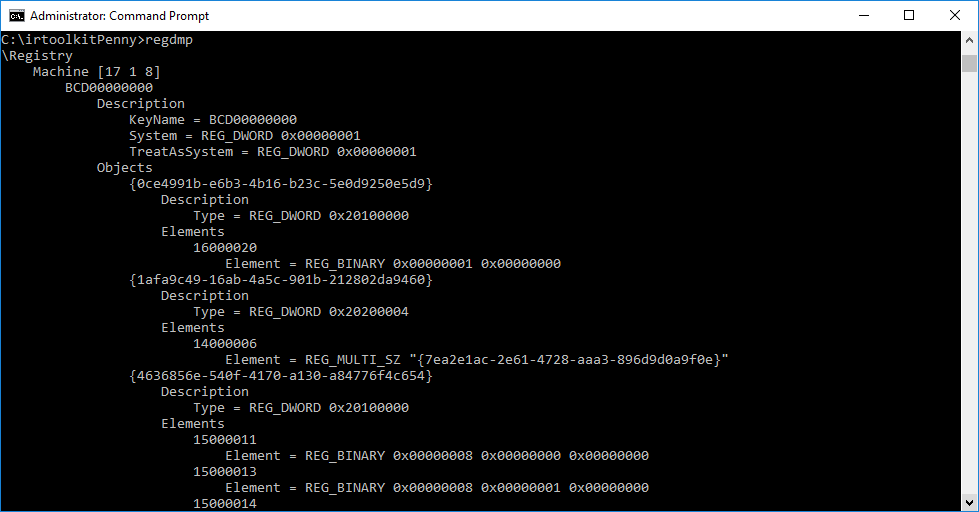 Administrator: Command Prompt
C:\irtoolkitPenny>regdmp
\Registry
Machine [17 1 8]
BCD00000000
Description
KeyName = BCD00000000
System = REG_DWORD 0x00000001
TreatAsSystem = REG_DWORD 0x00000001
Objects
{0ce4991b-e6b3-4b16-b23c-5e0d9250e5d9}
Description
Type = REG_DWORD 0x20100000
Elements
16000020
Element = REG_BINARY 0x00000001 0x00000000
{1afa9c49-16ab-4a5c-901b-212802da9460}
Description
Type = REG_DWORD 0x20200004
Elements
14000006
Element = REG_MULTI_SZ "{7ea2e1ac-2e61-4728-aaa3-896d9d0a9f0e}"
{4636856e-540f-4170-a130-a84776f4c654}
Description
Type = REG_DWORD 0x20100000
Elements
15000011
Element = REG_BINARY 0x00000008 0x00000000 0x00000000
15000013
Element = REG_BINARY 0x00000008 0x00000001 0x00000000
15000014